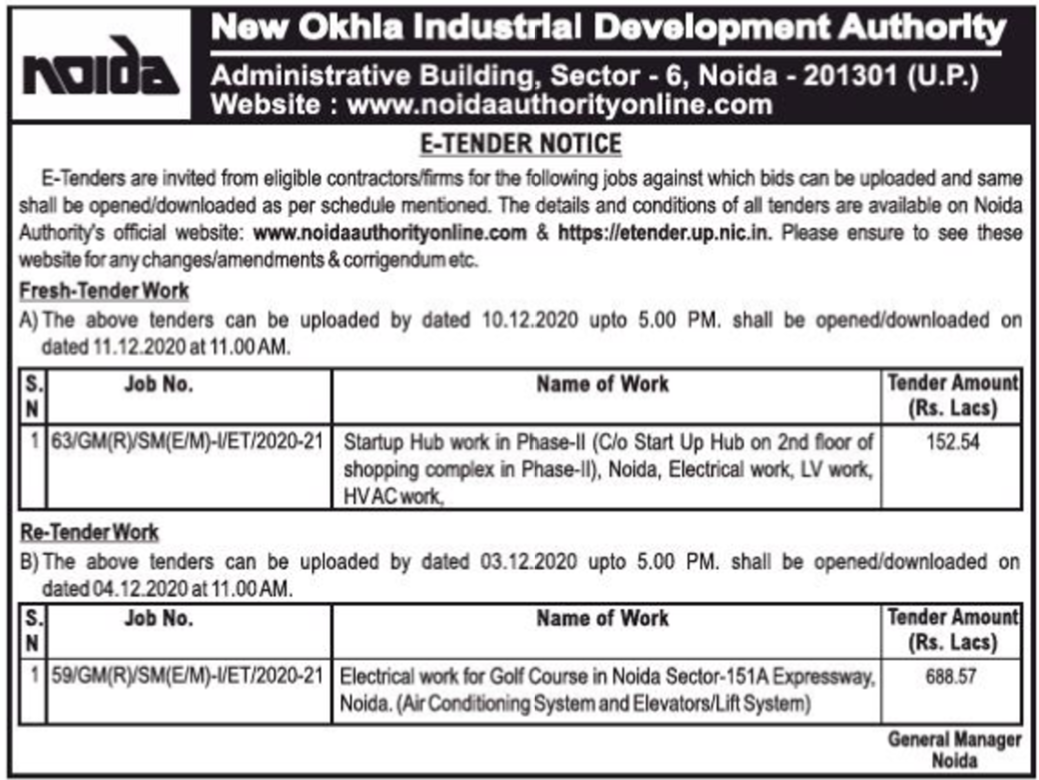 noida
New Okhla Industrial Development Authority
Administrative Building, Sector - 6, Noida - 201301 (U.P.)
Website : www.noidaauthorityonline.com
E-TENDER NOTICE
E-Tenders are invited from eligible contractors/firms for the following jobs against which bids can be uploaded and same
shall be opened/downloaded as per schedule mentioned. The details and conditions of all tenders are available on Noida
Authority's official website: www.noidaauthorityonline.com & https://etender.up.nic.in. Please ensure to see these
website for any changes/amendments & corrigendum etc.
Fresh-Tender Work
A) The above tenders can be uploaded by dated 10.12.2020 upto 5.00 PM. shall be opened/downloaded on
dated 11.12.2020 at 11.00 AM.
S. N Job No. Name of Work Tender Amount (Rs. Lacs)
1 63/GM(R)/SM(E/M)-I/ET/2020-21 Startup Hub work in Phase-II (C/o Start Up Hub on 2nd floor of 152.54
shopping complex in Phase-II), Noida, Electrical work, LV work,
HVAC work,
Re-Tender Work
B) The above tenders can be uploaded by dated 03.12.2020 upto 5.00 PM. shall be opened/downloaded on
dated 04.12.2020 at 11.00 AM.
S. N Job No. Name of Work Tender Amount (Rs. Lacs)
1 59/GM(R)/SM(E/M)-I/ET/2020-21 Electrical work for Golf Course in Noida Sector-151A Expressway, 688.57
Noida. (Air Conditioning System and Elevators/Lift System)
General Manager
Noida